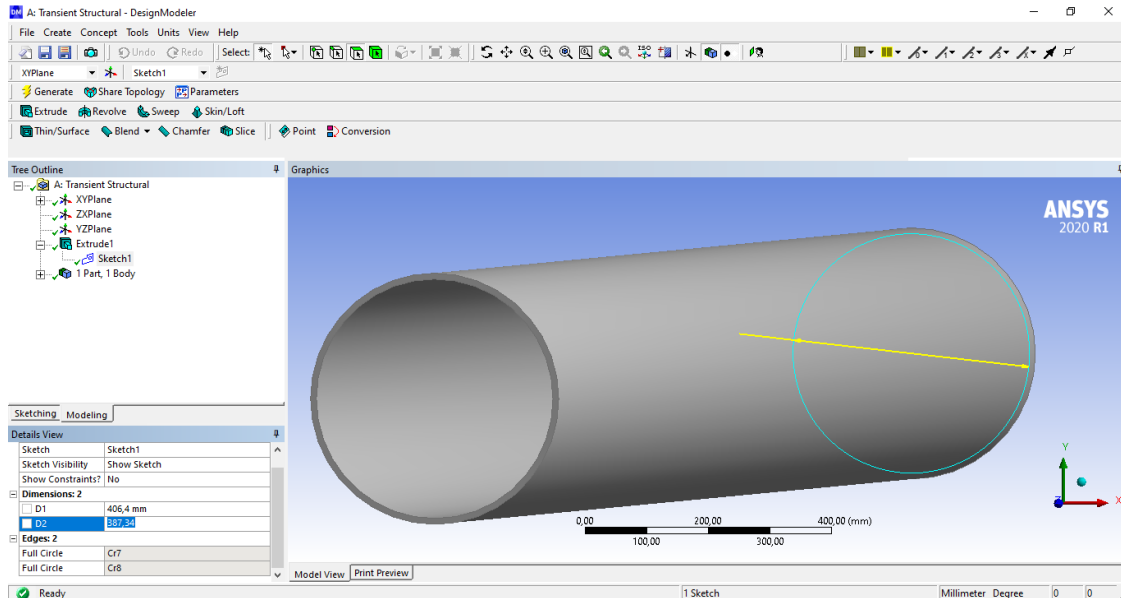 A: Transient Structural - DesignModeler
File Create Concept Tools Units View Help
Undo Redo Select: ISO
XYPlane Sketch1
Generate Share Topology Parameters
Extrude Revolve Sweep Skin/Loft
Thin/Surface Blend Chamfer Slice Point Conversion
Tree Outline
A: Transient Structural
XYPlane
ZXPlane
YZPlane
Extrude1
Sketch1
1 Part, 1 Body
Sketching Modeling
Details View
Sketch Sketch1
Sketch Visibility Show Sketch
Show Constraints? No
Dimensions: 2
D1 406,4 mm
D2 387,34
Edges: 2
Full Circle Cr7
Full Circle Cr8
Graphics
ANSYS
2020 R1
Y
X
0,00 200,00 400,00 (mm)
100,00 300,00
Model View Print Preview
Ready 1 Sketch Millimeter Degree 0 0